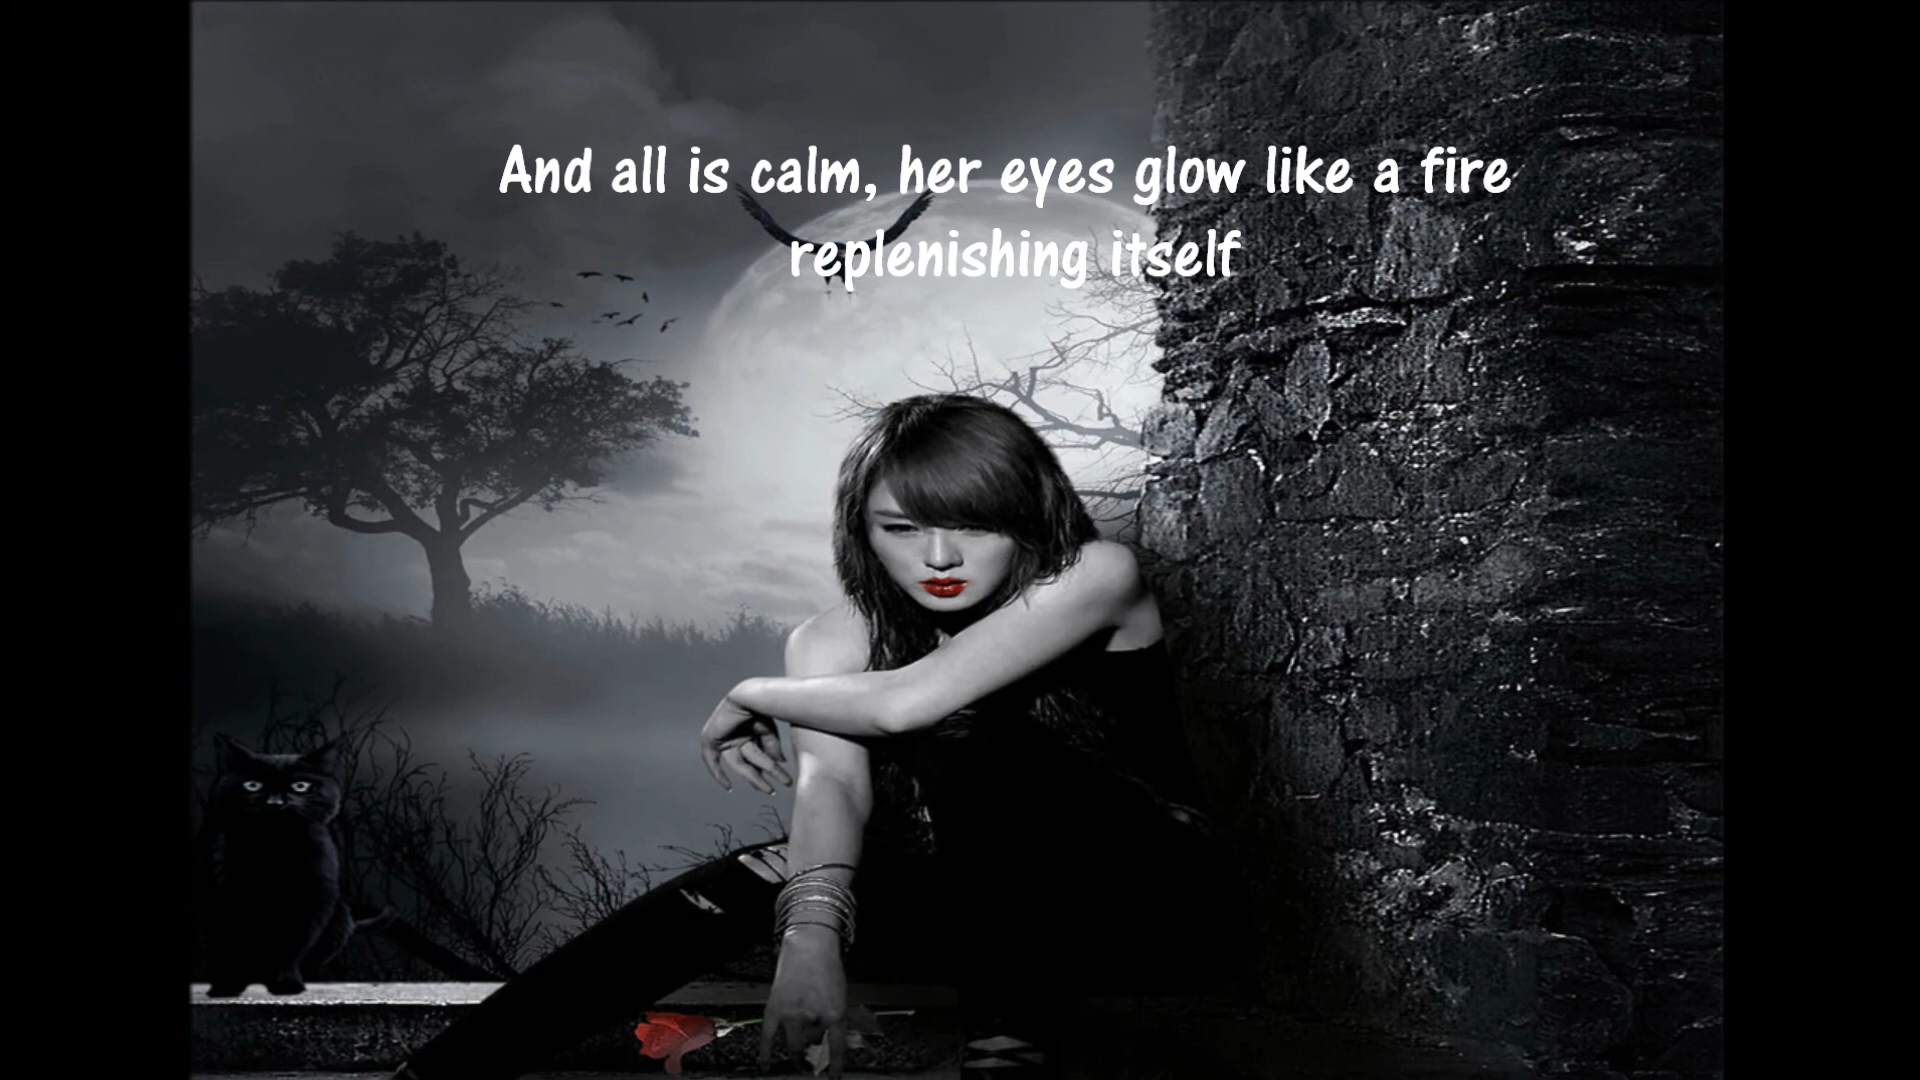 And all is calm, her eyes glow like a fire
replenishing itself